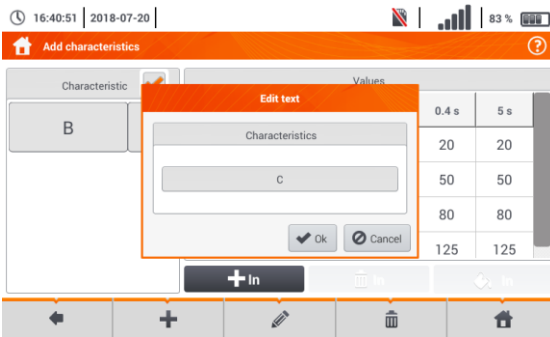 16:40:51 2018-07-20 83 %
Add characteristics
Characteristic Values
Edit text
0.4 s 5 s
Characteristics
B
20 20
C
50 50
80 80
Ok Cancel
125 125
In In In